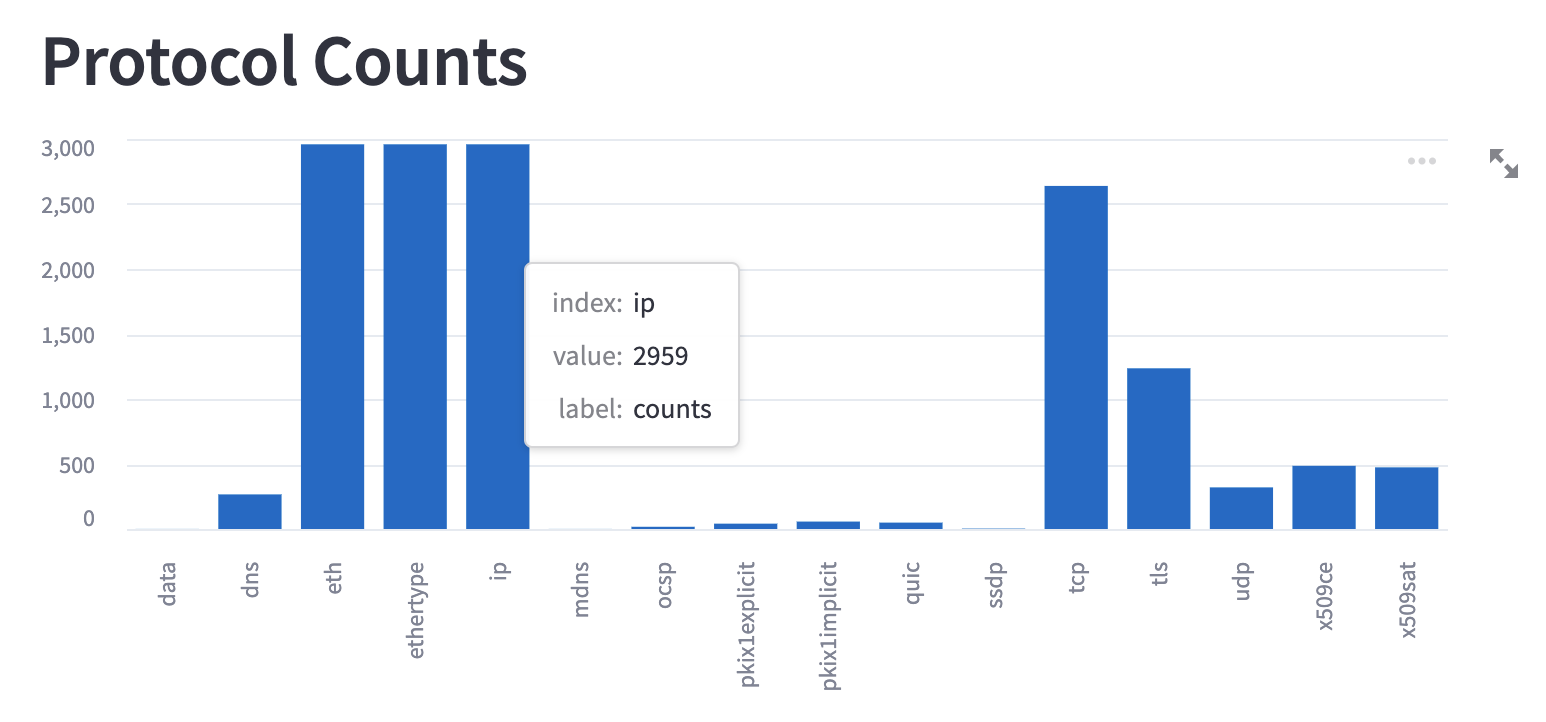 Protocol Counts
3,000
2,500
2,000
1,500
1,000
500
0
index: ip
value: 2959
label: counts
data
dns
eth
ethertype
ip
mdns
ocsp
pkix1explicit
pkix1implicit
quic
ssdp
tcp
tls
udp
x509ce
x509sat